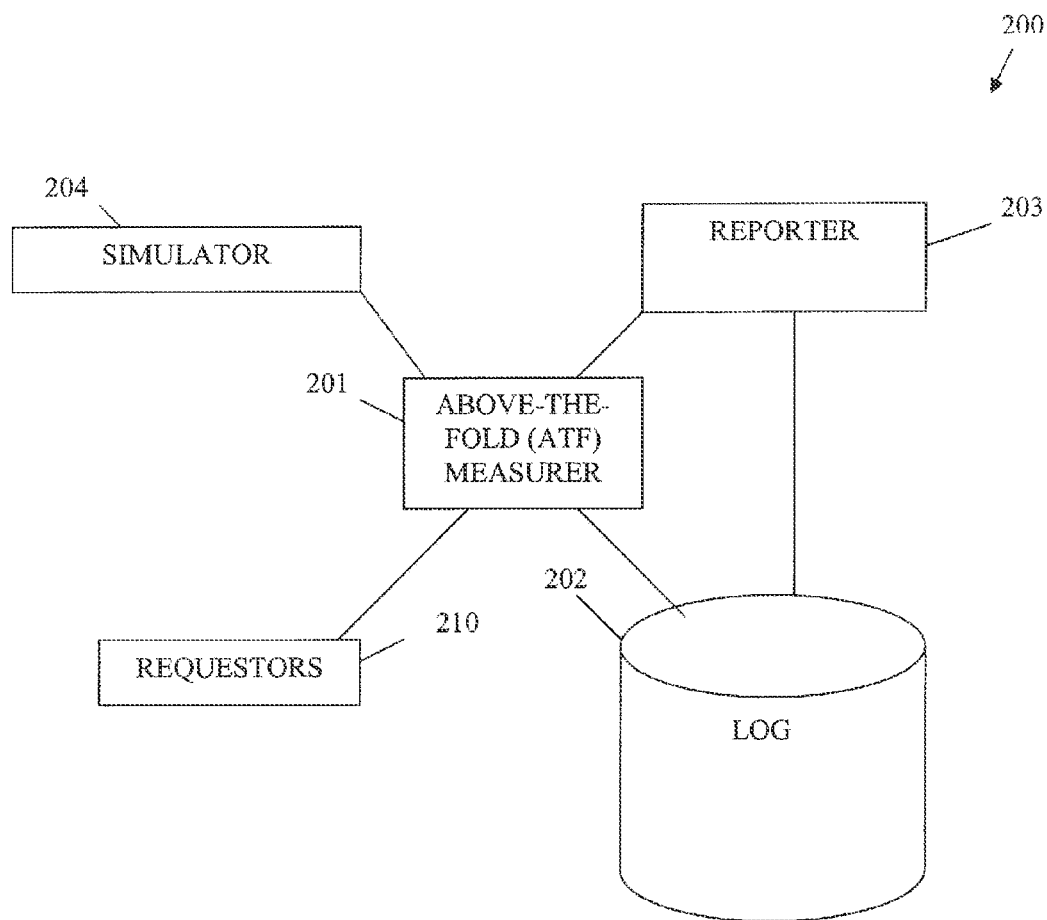 200
204
SIMULATOR
REPORTER
203
201
ABOVE-THE-
FOLD (ATF)
MEASURER
202
210
REQUESTORS
LOG